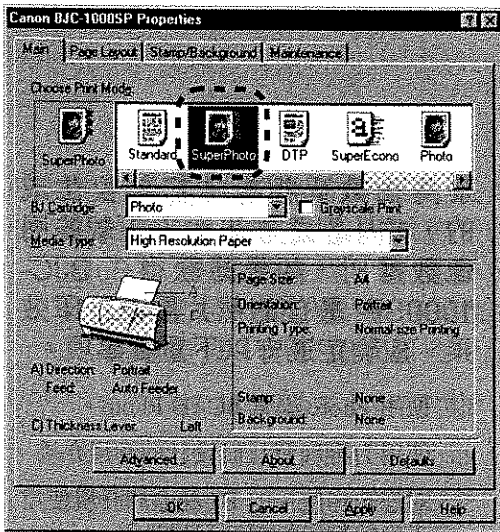 Canon BJC-1000SP Properties
Main Page Layout Stamp/Background Maintenance
Choose Print Mode
SuperPhoto
Standard SuperPhoto DTP SuperEcono Photo
BJ Cartridge: Photo Grayscale Print
Media Type: High Resolution Paper
A
C
Page Size: A4
Orientation: Portrait
Printing Type: Normal-size Printing
A) Direction: Portrait
Feed: Auto Feeder
Stamp: None
Background: None
C) Thickness Lever: Left
Advanced... About... Defaults
OK Cancel Apply Help